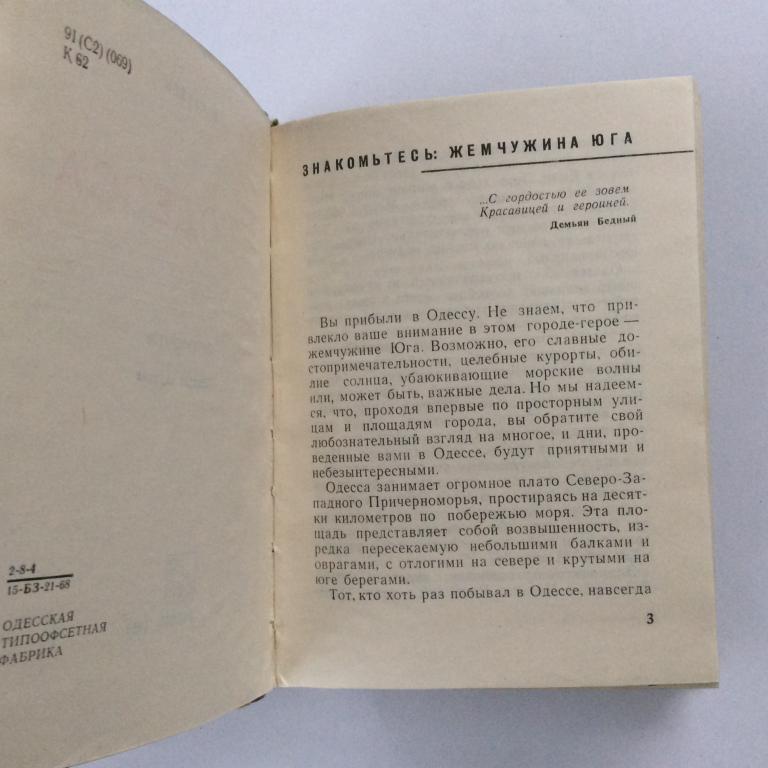 91(С2)(069)
К 62
2-8-4
15-БЗ-21-68
ОДЕССКАЯ
ТИПООФСЕТНАЯ
ФАБРИКА
ЗНАКОМЬТЕСЬ: ЖЕМЧУЖИНА ЮГА
...С гордостью ее зовем
Красавицей и героиней.
Демьян Бедный
Вы прибыли в Одессу. Не знаем, что при-
влекло ваше внимание в этом городе-герое —
жемчужине Юга. Возможно, его славные до-
стопримечательности, целебные курорты, оби-
лие солнца, убаюкивающие морские волны
или, может быть, важные дела. Но мы надеем-
ся, что, проходя впервые по просторным ули-
цам и площадям города, вы обратите свой
любознательный взгляд на многое, и дни, про-
веденные вами в Одессе, будут приятными и
небезынтересными.
Одесса занимает огромное плато Северо-За-
падного Причерноморья, простираясь на десят-
ки километров по побережью моря. Эта пло-
щадь представляет собой возвышенность, из-
редка пересекаемую небольшими балками и
оврагами, с отлогими на севере и крутыми на
юге берегами.
Тот, кто хоть раз побывал в Одессе, навсегда
3